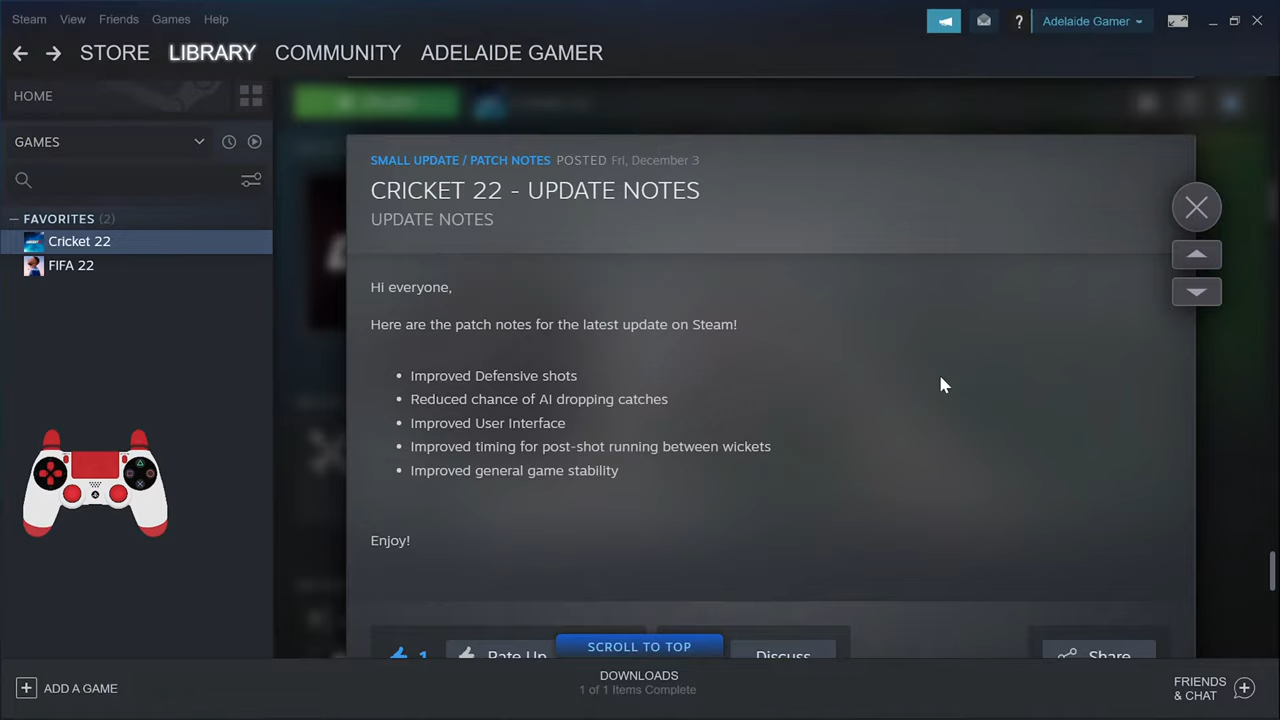 Steam View Friends Games Help
? Adelaide Gamer
STORE LIBRARY COMMUNITY ADELAIDE GAMER
HOME
GAMES
FAVORITES (2)
Cricket 22
FIFA 22
SMALL UPDATE / PATCH NOTES POSTED Fri, December 3
CRICKET 22 - UPDATE NOTES
UPDATE NOTES
Hi everyone,
Here are the patch notes for the latest update on Steam!
• Improved Defensive shots
• Reduced chance of AI dropping catches
• Improved User Interface
• Improved timing for post-shot running between wickets
• Improved general game stability
Enjoy!
1 Rate Up
SCROLL TO TOP
Discuss
Share
ADD A GAME
DOWNLOADS
1 of 1 Items Complete
FRIENDS
& CHAT